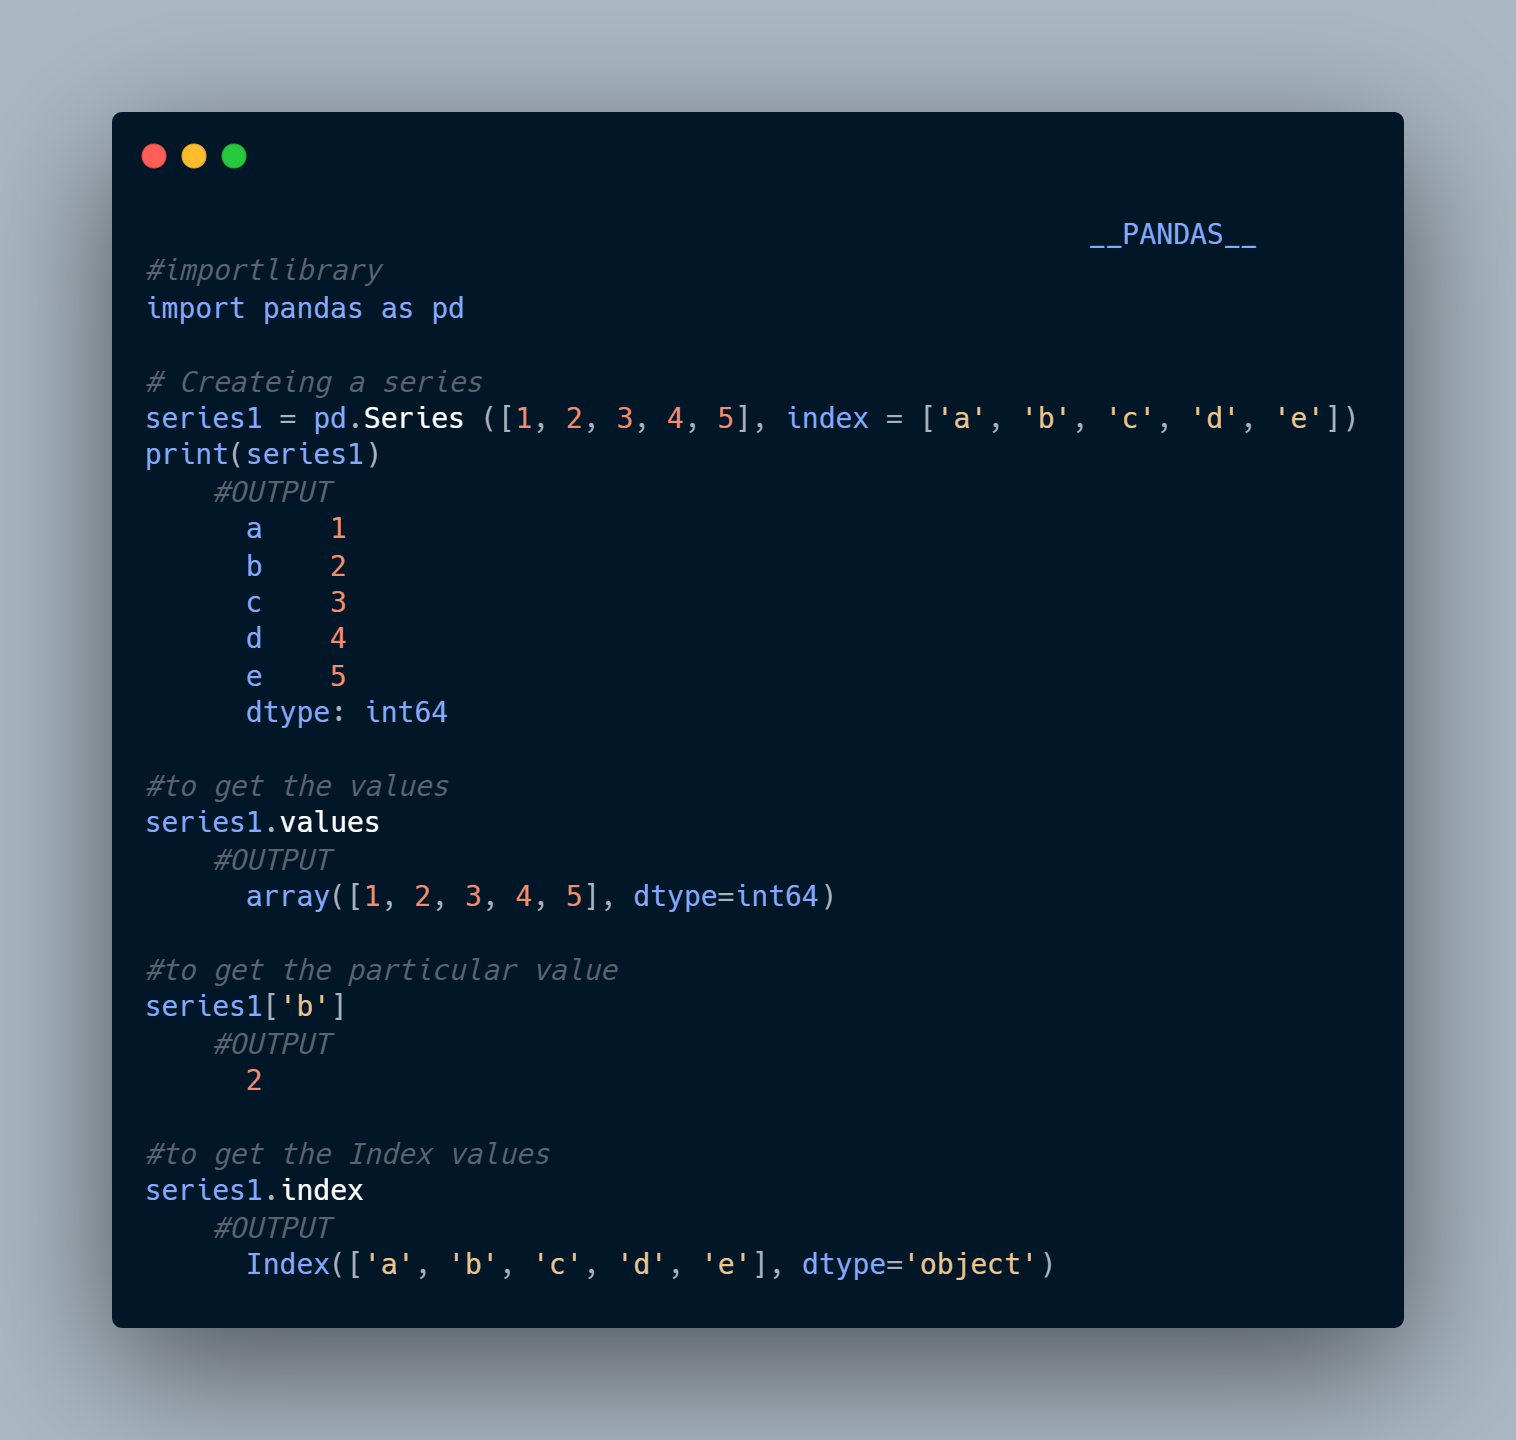 __PANDAS__
#importlibrary
import pandas as pd
# Createing a series
series1 = pd.Series ([1, 2, 3, 4, 5], index = ['a', 'b', 'c', 'd', 'e'])
print(series1)
#OUTPUT
a    1
b    2
c    3
d    4
e    5
dtype: int64
#to get the values
series1.values
#OUTPUT
array([1, 2, 3, 4, 5], dtype=int64)
#to get the particular value
series1['b']
#OUTPUT
2
#to get the Index values
series1.index
#OUTPUT
Index(['a', 'b', 'c', 'd', 'e'], dtype='object')